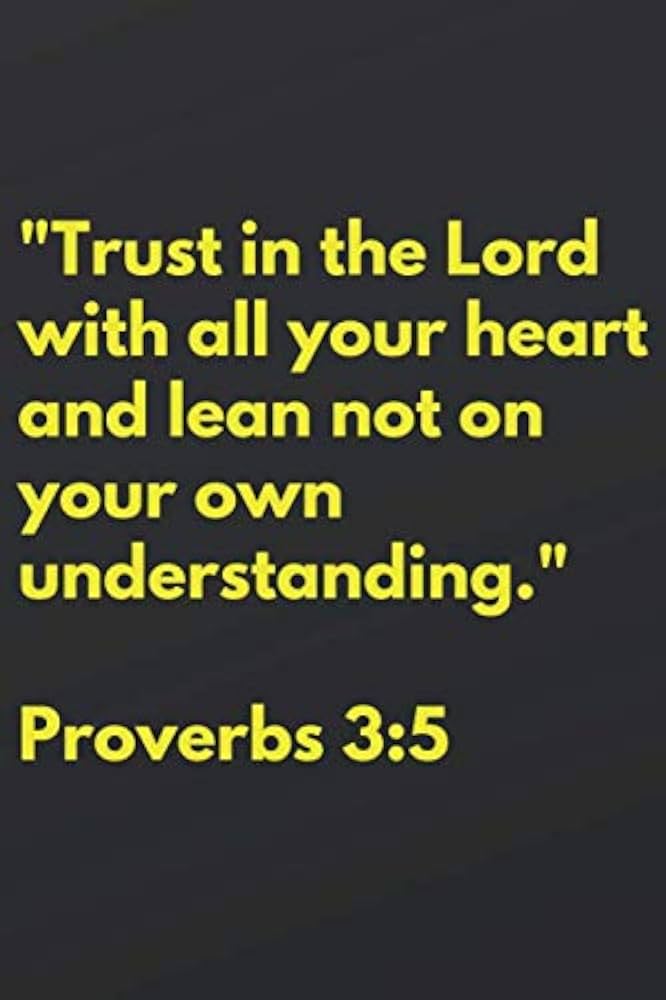 "Trust in the Lord
with all your heart
and lean not on
your own
understanding."
Proverbs 3:5